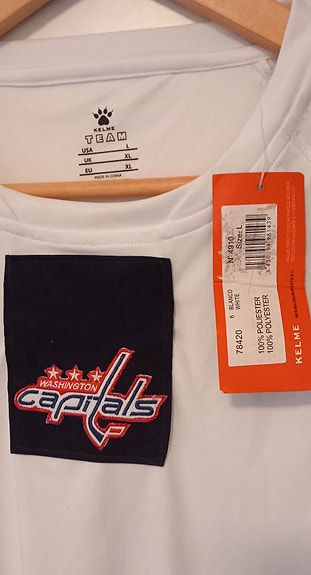 KELME
TEAM
USA L
UK XL
EU XL
MADE IN CHINA
WASHINGTON
capitals
Nº 4910
Size: L
6 BLANCO
WHITE
78420
100% POLIESTER
100% POLYESTER
KELME